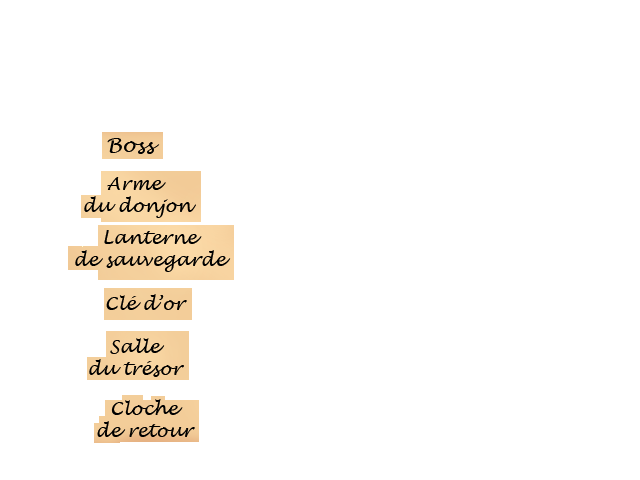 Boss
Arme
du donjon
Lanterne
de sauvegarde
Clé d'or
Salle
du trésor
Cloche
de retour